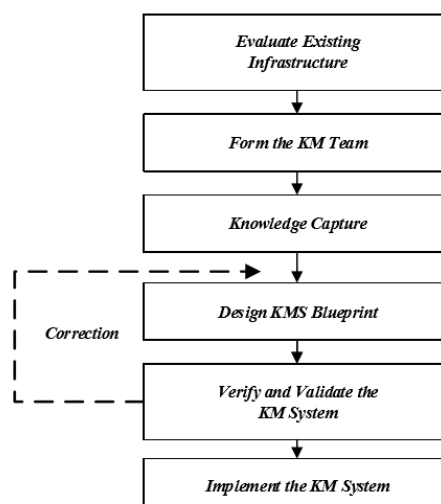 Evaluate Existing
Infrastructure
Form the KM Team
Knowledge Capture
Design KMS Blueprint
Correction
Verify and Validate the
KM System
Implement the KM System